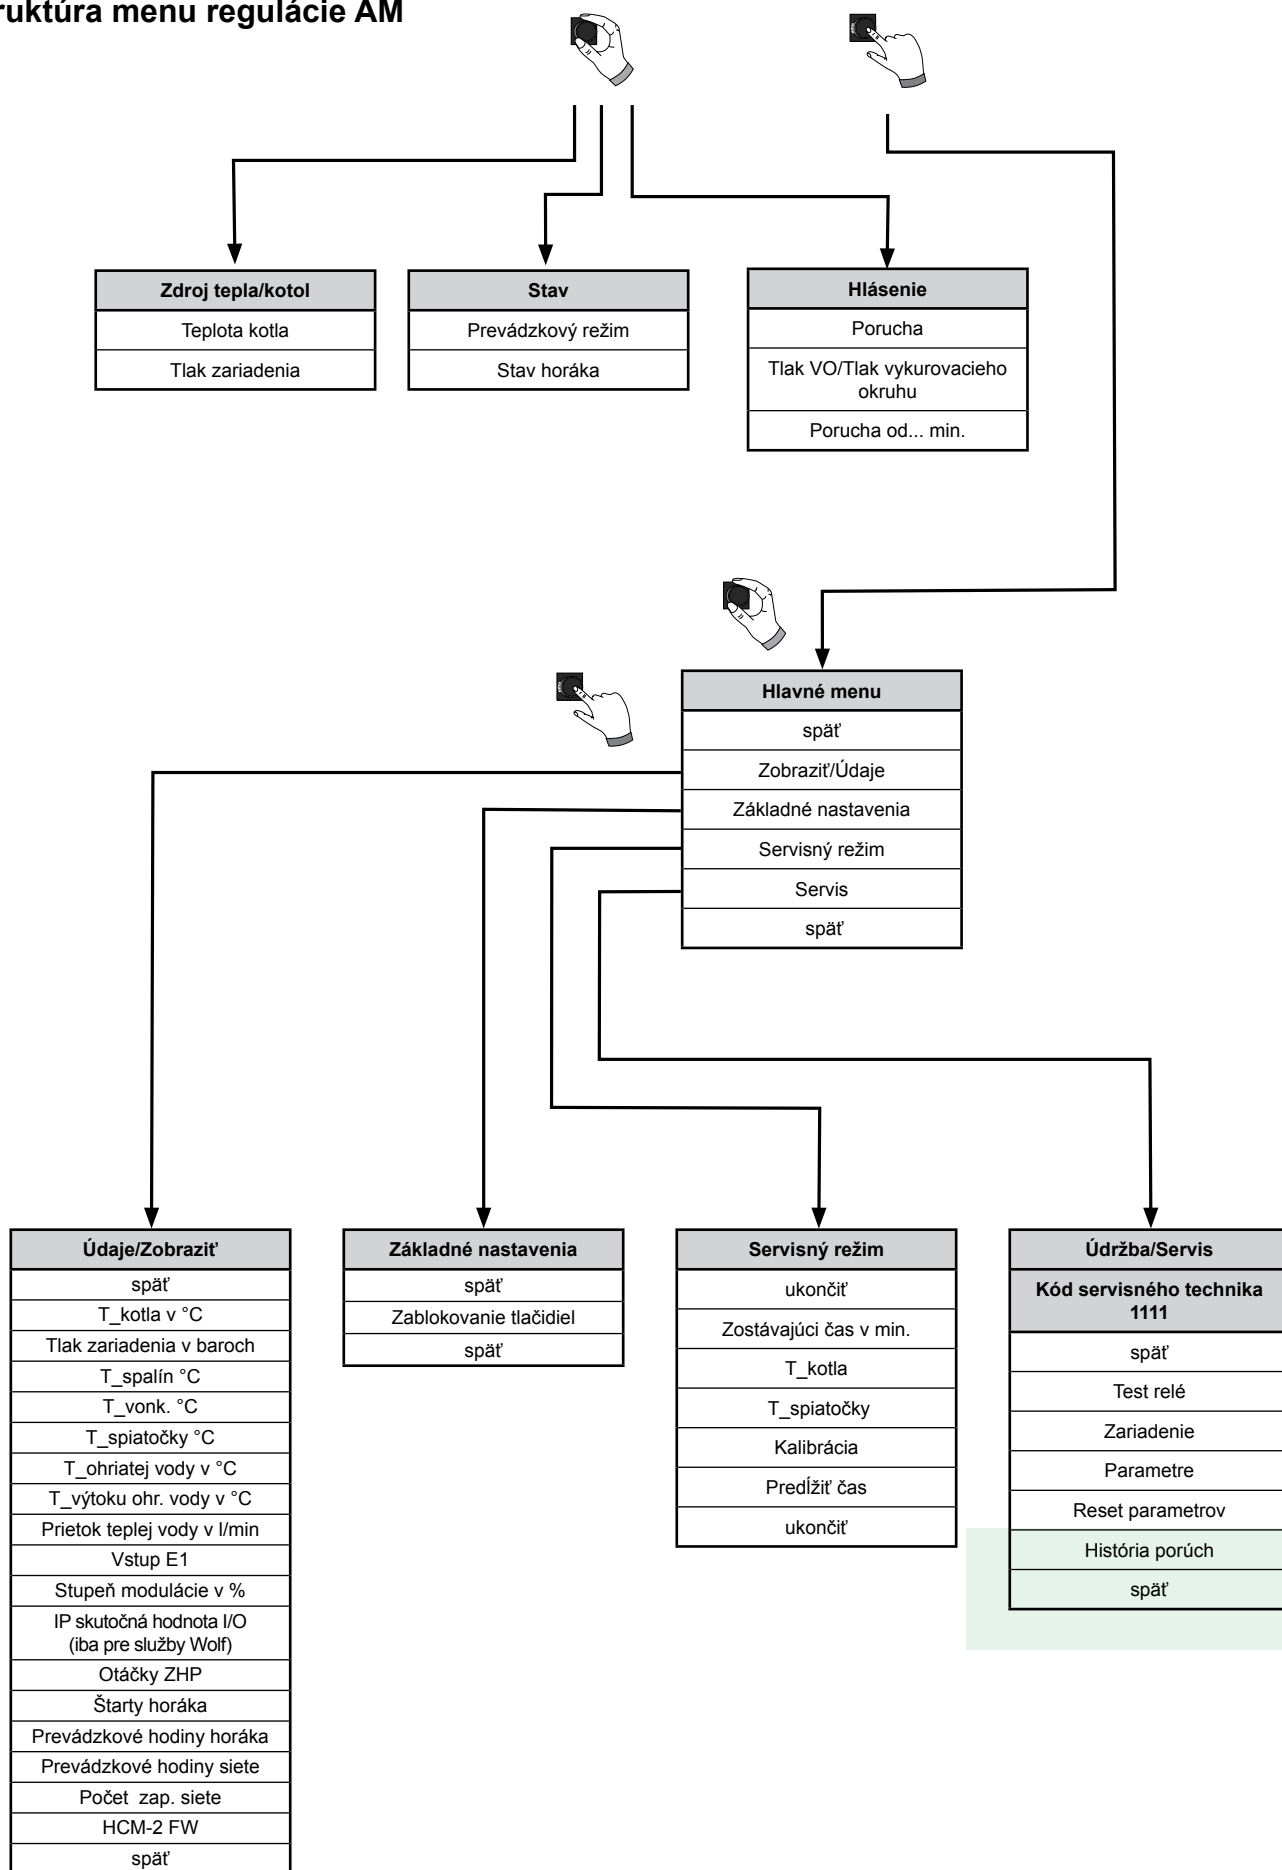 ruktúra menu regulácie AM
Zdroj tepla/kotol
Teplota kotla
Tlak zariadenia
Stav
Prevádzkový režim
Stav horáka
Hlásenie
Porucha
Tlak VO/Tlak vykurovacieho
okruhu
Porucha od... min.
Hlavné menu
späť
Zobraziť/Údaje
Základné nastavenia
Servisný režim
Servis
späť
Údaje/Zobraziť
späť
T_kotla v °C
Tlak zariadenia v baroch
T_spalín °C
T_vonk. °C
T_spiatočky °C
T_ohriatej vody v °C
T_výtoku ohr. vody v °C
Prietok teplej vody v l/min
Vstup E1
Stupeň modulácie v %
IP skutočná hodnota I/O
(iba pre služby Wolf)
Otáčky ZHP
Štarty horáka
Prevádzkové hodiny horáka
Prevádzkové hodiny siete
Počet  zap. siete
HCM-2 FW
späť
Základné nastavenia
späť
Zablokovanie tlačidiel
späť
Servisný režim
ukončiť
Zostávajúci čas v min.
T_kotla
T_spiatočky
Kalibrácia
Predĺžiť čas
ukončiť
Údržba/Servis
Kód servisného technika
1111
späť
Test relé
Zariadenie
Parametre
Reset parametrov
História porúch
späť